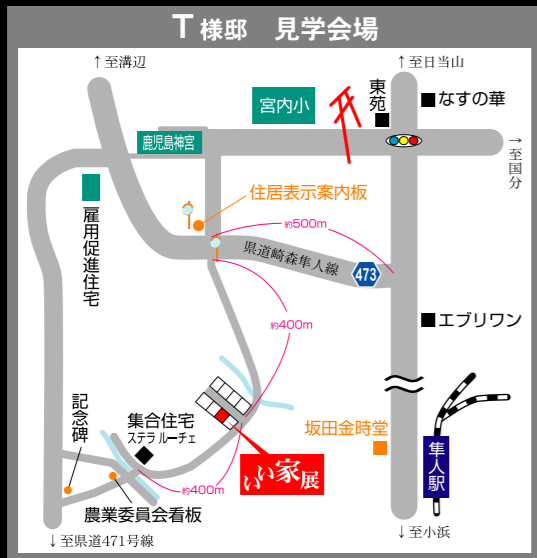 T様邸 見学会場
↑至溝辺
↑至日当山
東苑
なすの華
宮内小
鹿児島神宮
→至国分
雇用促進住宅
住居表示案内板
約500m
県道崎森隼人線
473
約400m
エブリワン
記念碑
集合住宅
ステラ ルーチェ
坂田金時堂
いい家展
隼人駅
約400m
農業委員会看板
↓至県道471号線
↓至小浜